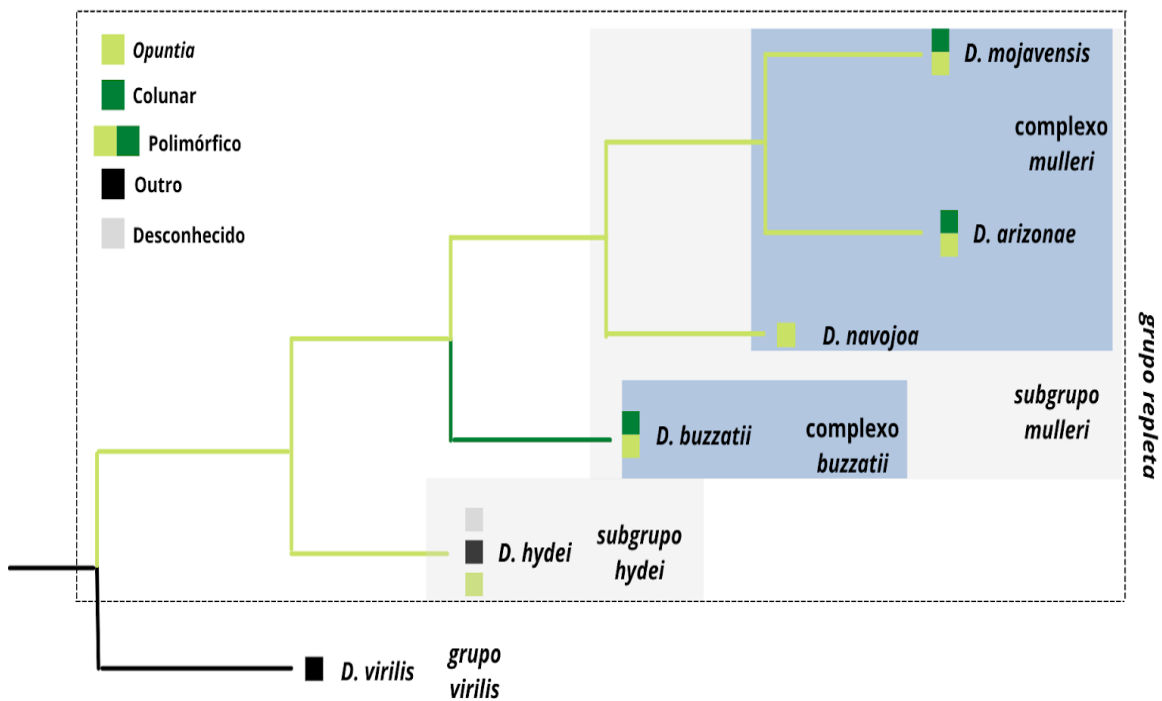 Opuntia
Colunar
Polimórfico
Outro
Desconhecido
D. mojavensis
complexo
mulleri
D. arizonae
D. navojoa
subgrupo
mulleri
D. buzzatii
complexo
buzzatii
D. hydei
subgrupo
hydei
D. virilis
grupo
virilis
grupo repleta